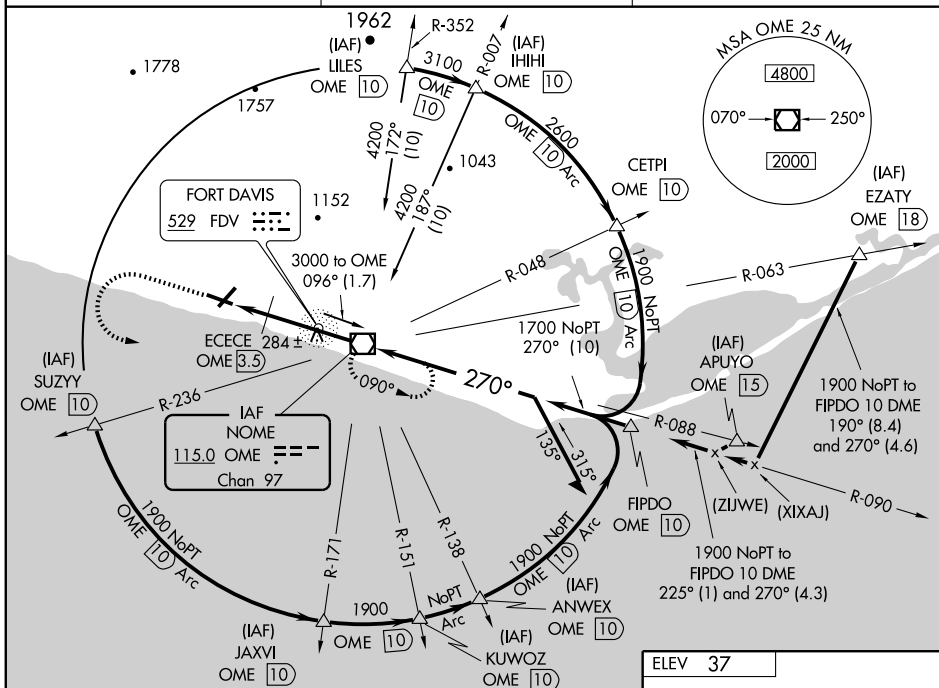 1962
R-352
R-007
(IAF)
LILES
OME 10
1778
1757
3100
OME
10
(IAF)
IHIHI
OME 10
MSA OME 25 NM
4800
070°
250°
2000
4200
172°
(10)
4200
187°
(10)
1043
2600
OME 10 Arc
CETPI
OME 10
(IAF)
EZATY
OME 18
FORT DAVIS
529 FDV
1152
3000 to OME
096° (1.7)
R-048
1900 NoPT
OME 10 Arc
R-063
ECECE
OME 3.5
284 ±
1700 NoPT
270° (10)
(IAF)
APUYO
OME 15
1900 NoPT to
FIPDO 10 DME
190° (8.4)
and 270° (4.6)
(IAF)
SUZYY
OME 10
R-236
090°
270°
R-088
IAF
NOME
115.0 OME
Chan 97
135°
315°
FIPDO
OME 10
(ZIJWE)
(XIXAJ)
R-090
1900 NoPT
OME 10 Arc
R-171
R-151
R-138
1900 NoPT
OME 10 Arc
1900 NoPT to
FIPDO 10 DME
225° (1) and 270° (4.3)
1900
NoPT
OME 10
Arc
(IAF)
ANWEX
OME 10
(IAF)
JAXVI
OME 10
(IAF)
KUWOZ
OME 10
ELEV 37